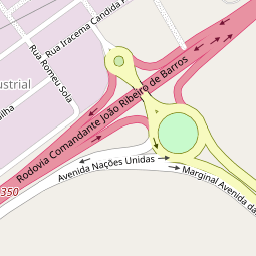 Rua Iracema Candida
Rua Romeu Sola
ustrial
ilha
Rodovia Comandante João Ribeiro de Barros
350
Avenida Nações Unidas
Marginal Avenida da